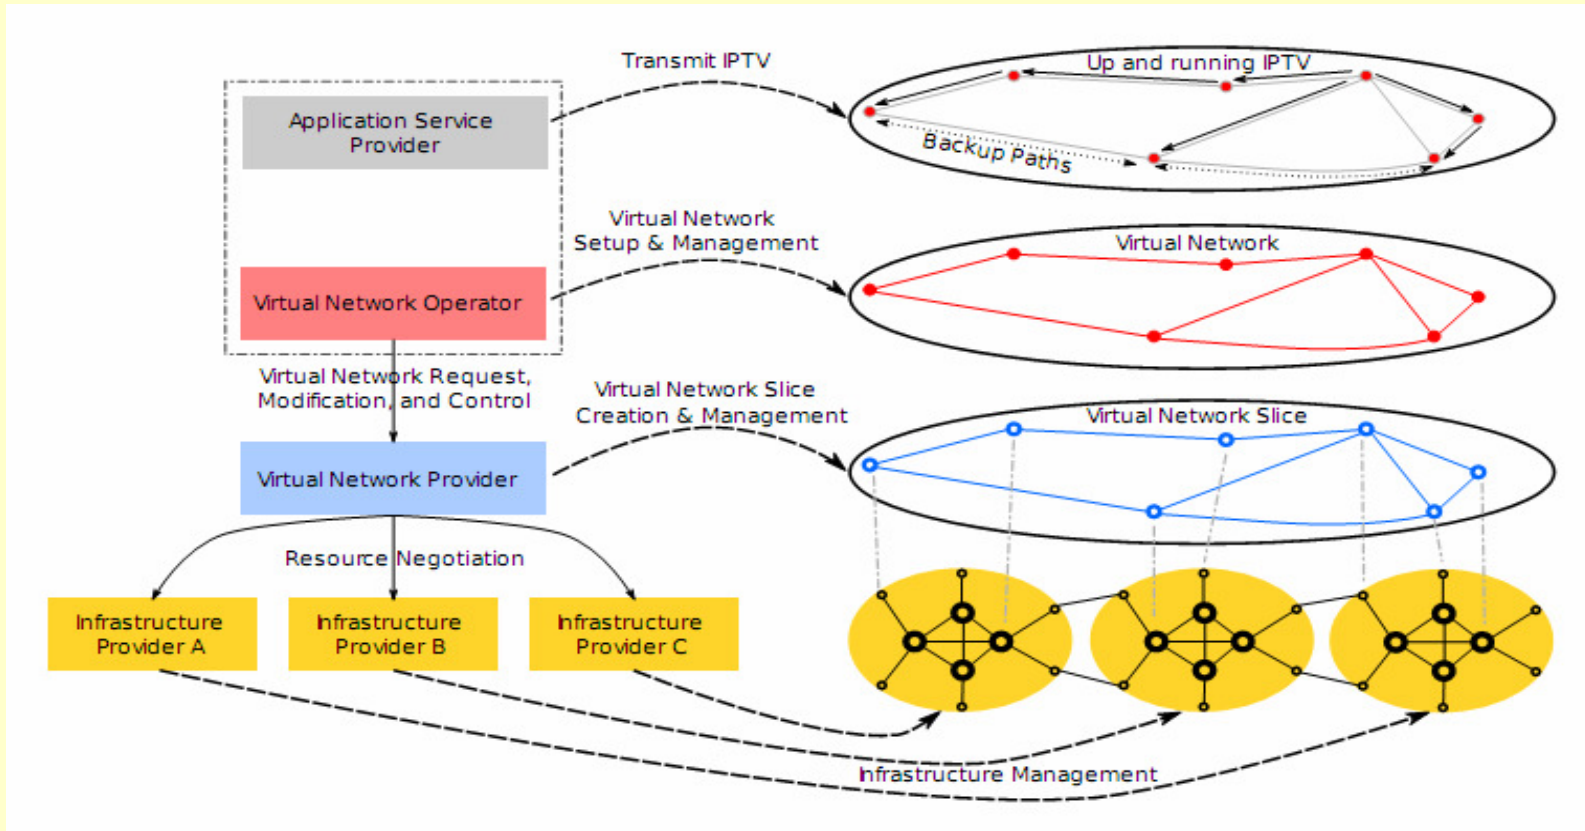 Transmit IPTV
Up and running IPTV
Application Service
Provider
Backup Paths
Virtual Network
Setup & Management
Virtual Network
Virtual Network Operator
Virtual Network Request,
Modification, and Control
Virtual Network Slice
Creation & Management
Virtual Network Slice
Virtual Network Provider
Resource Negotiation
Infrastructure
Provider A
Infrastructure
Provider B
Infrastructure
Provider C
Infrastructure Management